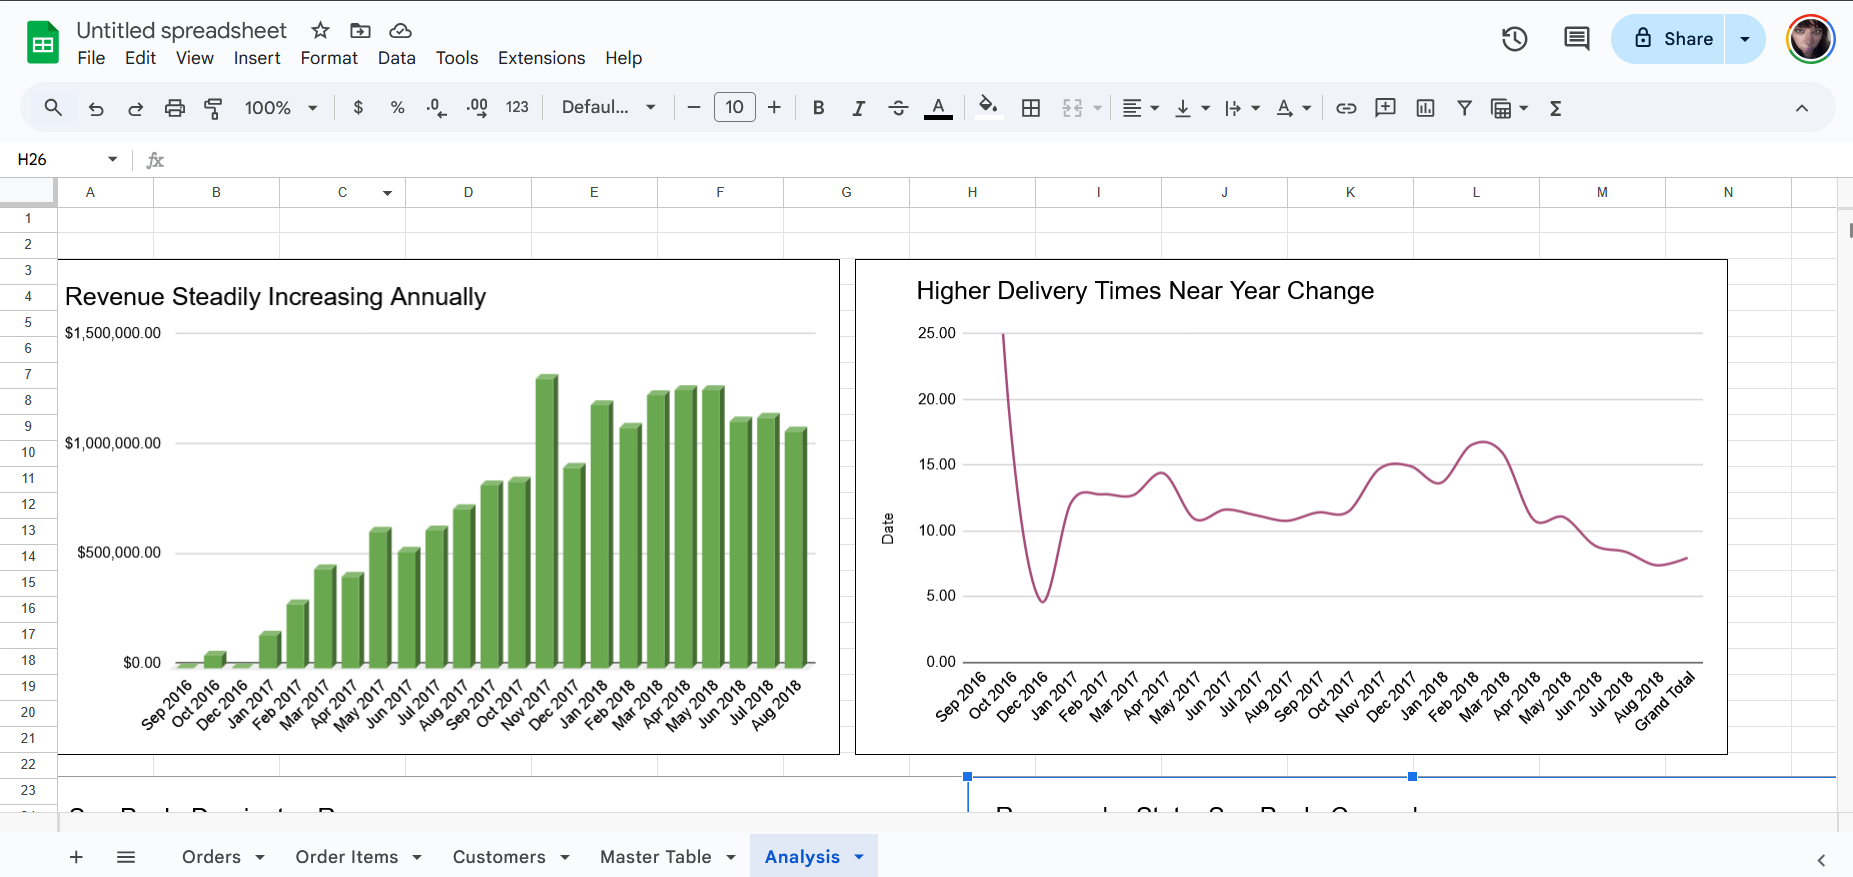 Untitled spreadsheet
File Edit View Insert Format Data Tools Extensions Help
Share
100% $ % .0 .00 123 Defaul... 10 B I A A Σ
H26 fx
A B C D E F G H I J K L M N
1
2
3
4
5
6
7
8
9
10
11
12
13
14
15
16
17
18
19
20
21
22
23
Revenue Steadily Increasing Annually
$1,500,000.00
$1,000,000.00
$500,000.00
$0.00
Sep 2016 Oct 2016 Dec 2016 Jan 2017 Feb 2017 Mar 2017 Apr 2017 May 2017 Jun 2017 Jul 2017 Aug 2017 Sep 2017 Oct 2017 Nov 2017 Dec 2017 Jan 2018 Feb 2018 Mar 2018 Apr 2018 May 2018 Jun 2018 Jul 2018 Aug 2018
Higher Delivery Times Near Year Change
Date
25.00
20.00
15.00
10.00
5.00
0.00
Sep 2016 Oct 2016 Dec 2016 Jan 2017 Feb 2017 Mar 2017 Apr 2017 May 2017 Jun 2017 Jul 2017 Aug 2017 Sep 2017 Oct 2017 Nov 2017 Dec 2017 Jan 2018 Feb 2018 Mar 2018 Apr 2018 May 2018 Jun 2018 Jul 2018 Aug 2018 Grand Total
Orders Order Items Customers Master Table Analysis